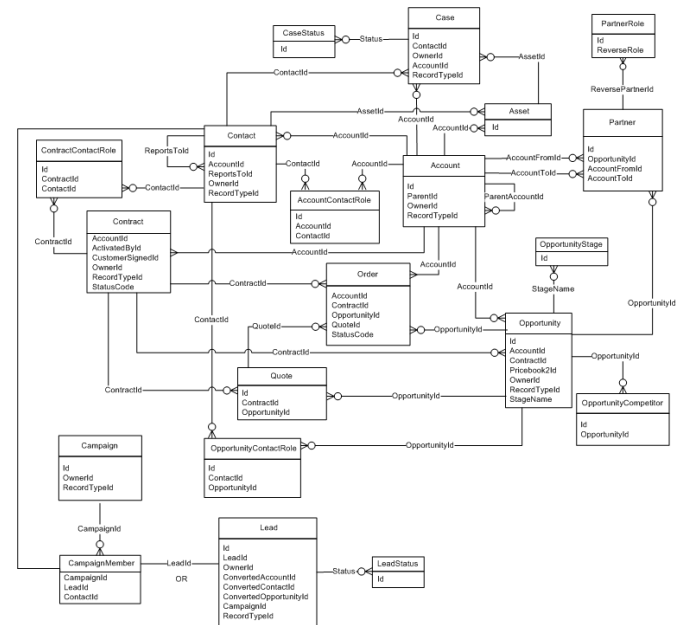 Case
Id
ContactId
OwnerId
AccountId
RecordTypeId
CaseStatus
Id
Status
PartnerRole
Id
ReverseRole
ContactId
AssetId
ReversePartnerId
AssetId
Asset
Id
AccountId
AccountId
Partner
Id
OpportunityId
AccountFromId
AccountToId
Contact
Id
AccountId
ReportsToId
OwnerId
RecordTypeId
ReportsToId
AccountId
ContractContactRole
Id
ContractId
ContactId
ContactId
ContactId
AccountId
Account
Id
ParentId
OwnerId
RecordTypeId
AccountFromId
AccountToId
ParentAccountId
AccountContactRole
Id
AccountId
ContactId
Contract
AccountId
ActivatedById
CustomerSignedId
OwnerId
RecordTypeId
StatusCode
ContractId
AccountId
OpportunityStage
Id
StageName
Order
AccountId
ContractId
OpportunityId
QuoteId
StatusCode
ContractId
AccountId
AccountId
OpportunityId
ContactId
QuoteId
OpportunityId
Opportunity
Id
AccountId
ContractId
Pricebook2Id
OwnerId
RecordTypeId
StageName
ContractId
OpportunityId
Quote
Id
ContractId
OpportunityId
ContractId
OpportunityId
OpportunityCompetitor
Id
OpportunityId
Campaign
Id
OwnerId
RecordTypeId
OpportunityContactRole
Id
ContactId
OpportunityId
OpportunityId
CampaignId
Lead
Id
LeadId
OwnerId
ConvertedAccountId
ConvertedContactId
ConvertedOpportunityId
CampaignId
RecordTypeId
CampaignMember
CampaignId
LeadId
ContactId
LeadId
OR
Status
LeadStatus
Id